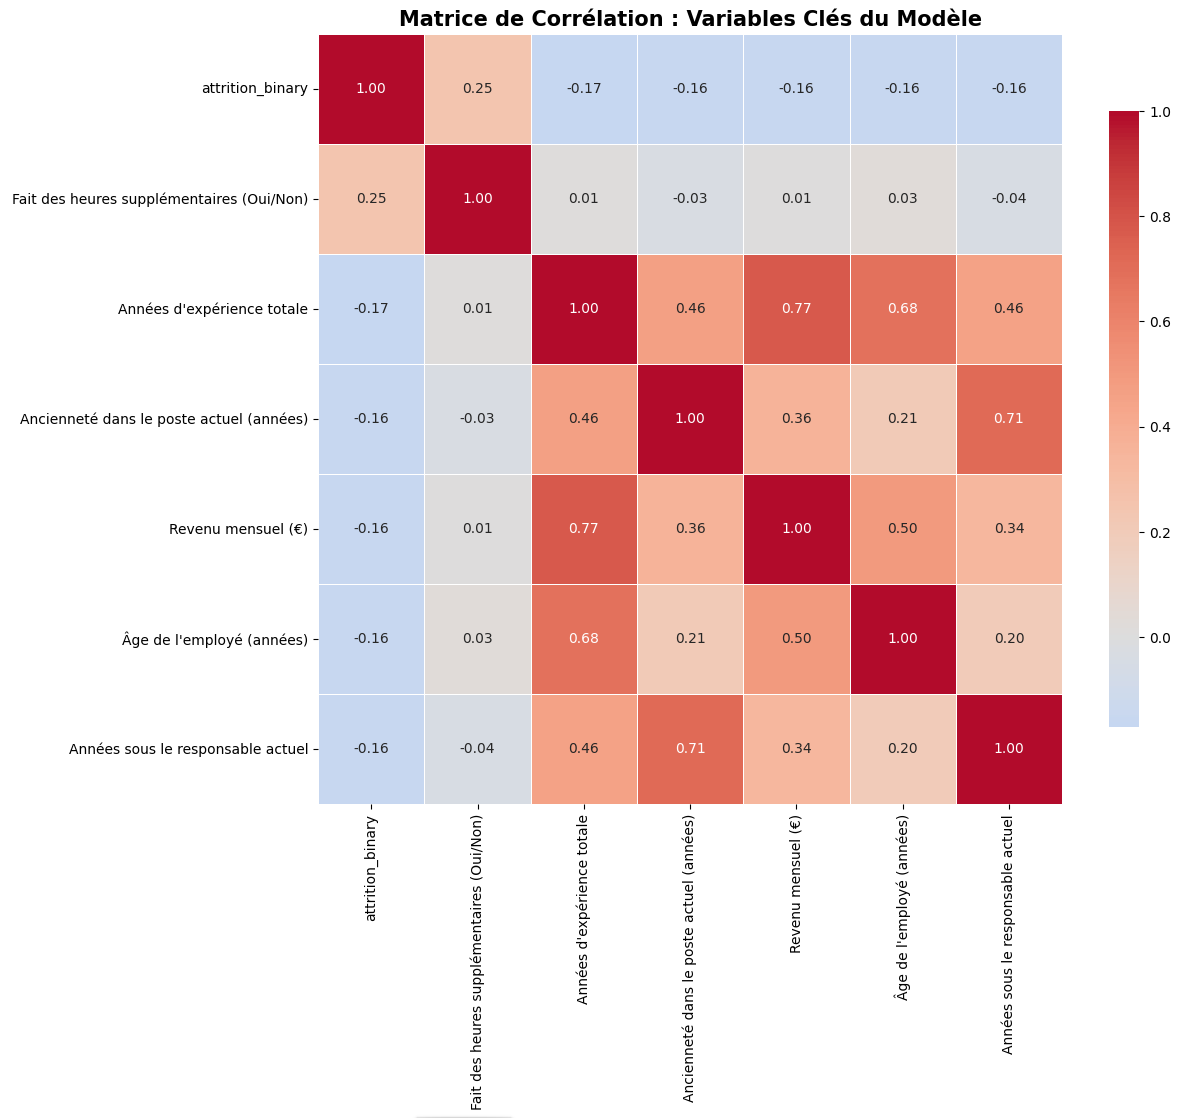 Matrice de Corrélation : Variables Clés du Modèle
attrition_binary 1.00 0.25 -0.17 -0.16 -0.16 -0.16 -0.16
Fait des heures supplémentaires (Oui/Non) 0.25 1.00 0.01 -0.03 0.01 0.03 -0.04
Années d'expérience totale -0.17 0.01 1.00 0.46 0.77 0.68 0.46
Ancienneté dans le poste actuel (années) -0.16 -0.03 0.46 1.00 0.36 0.21 0.71
Revenu mensuel (€) -0.16 0.01 0.77 0.36 1.00 0.50 0.34
Âge de l'employé (années) -0.16 0.03 0.68 0.21 0.50 1.00 0.20
Années sous le responsable actuel -0.16 -0.04 0.46 0.71 0.34 0.20 1.00
attrition_binary
Fait des heures supplémentaires (Oui/Non)
Années d'expérience totale
Ancienneté dans le poste actuel (années)
Revenu mensuel (€)
Âge de l'employé (années)
Années sous le responsable actuel
1.0
0.8
0.6
0.4
0.2
0.0